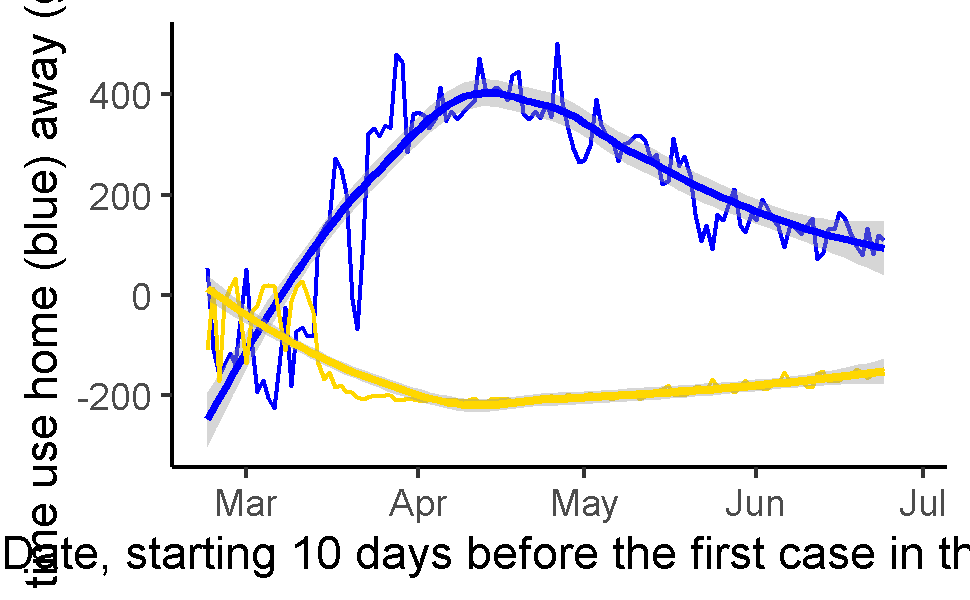 time use home (blue) away (
400
200
0
-200
Mar Apr May Jun Jul
Date, starting 10 days before the first case in th